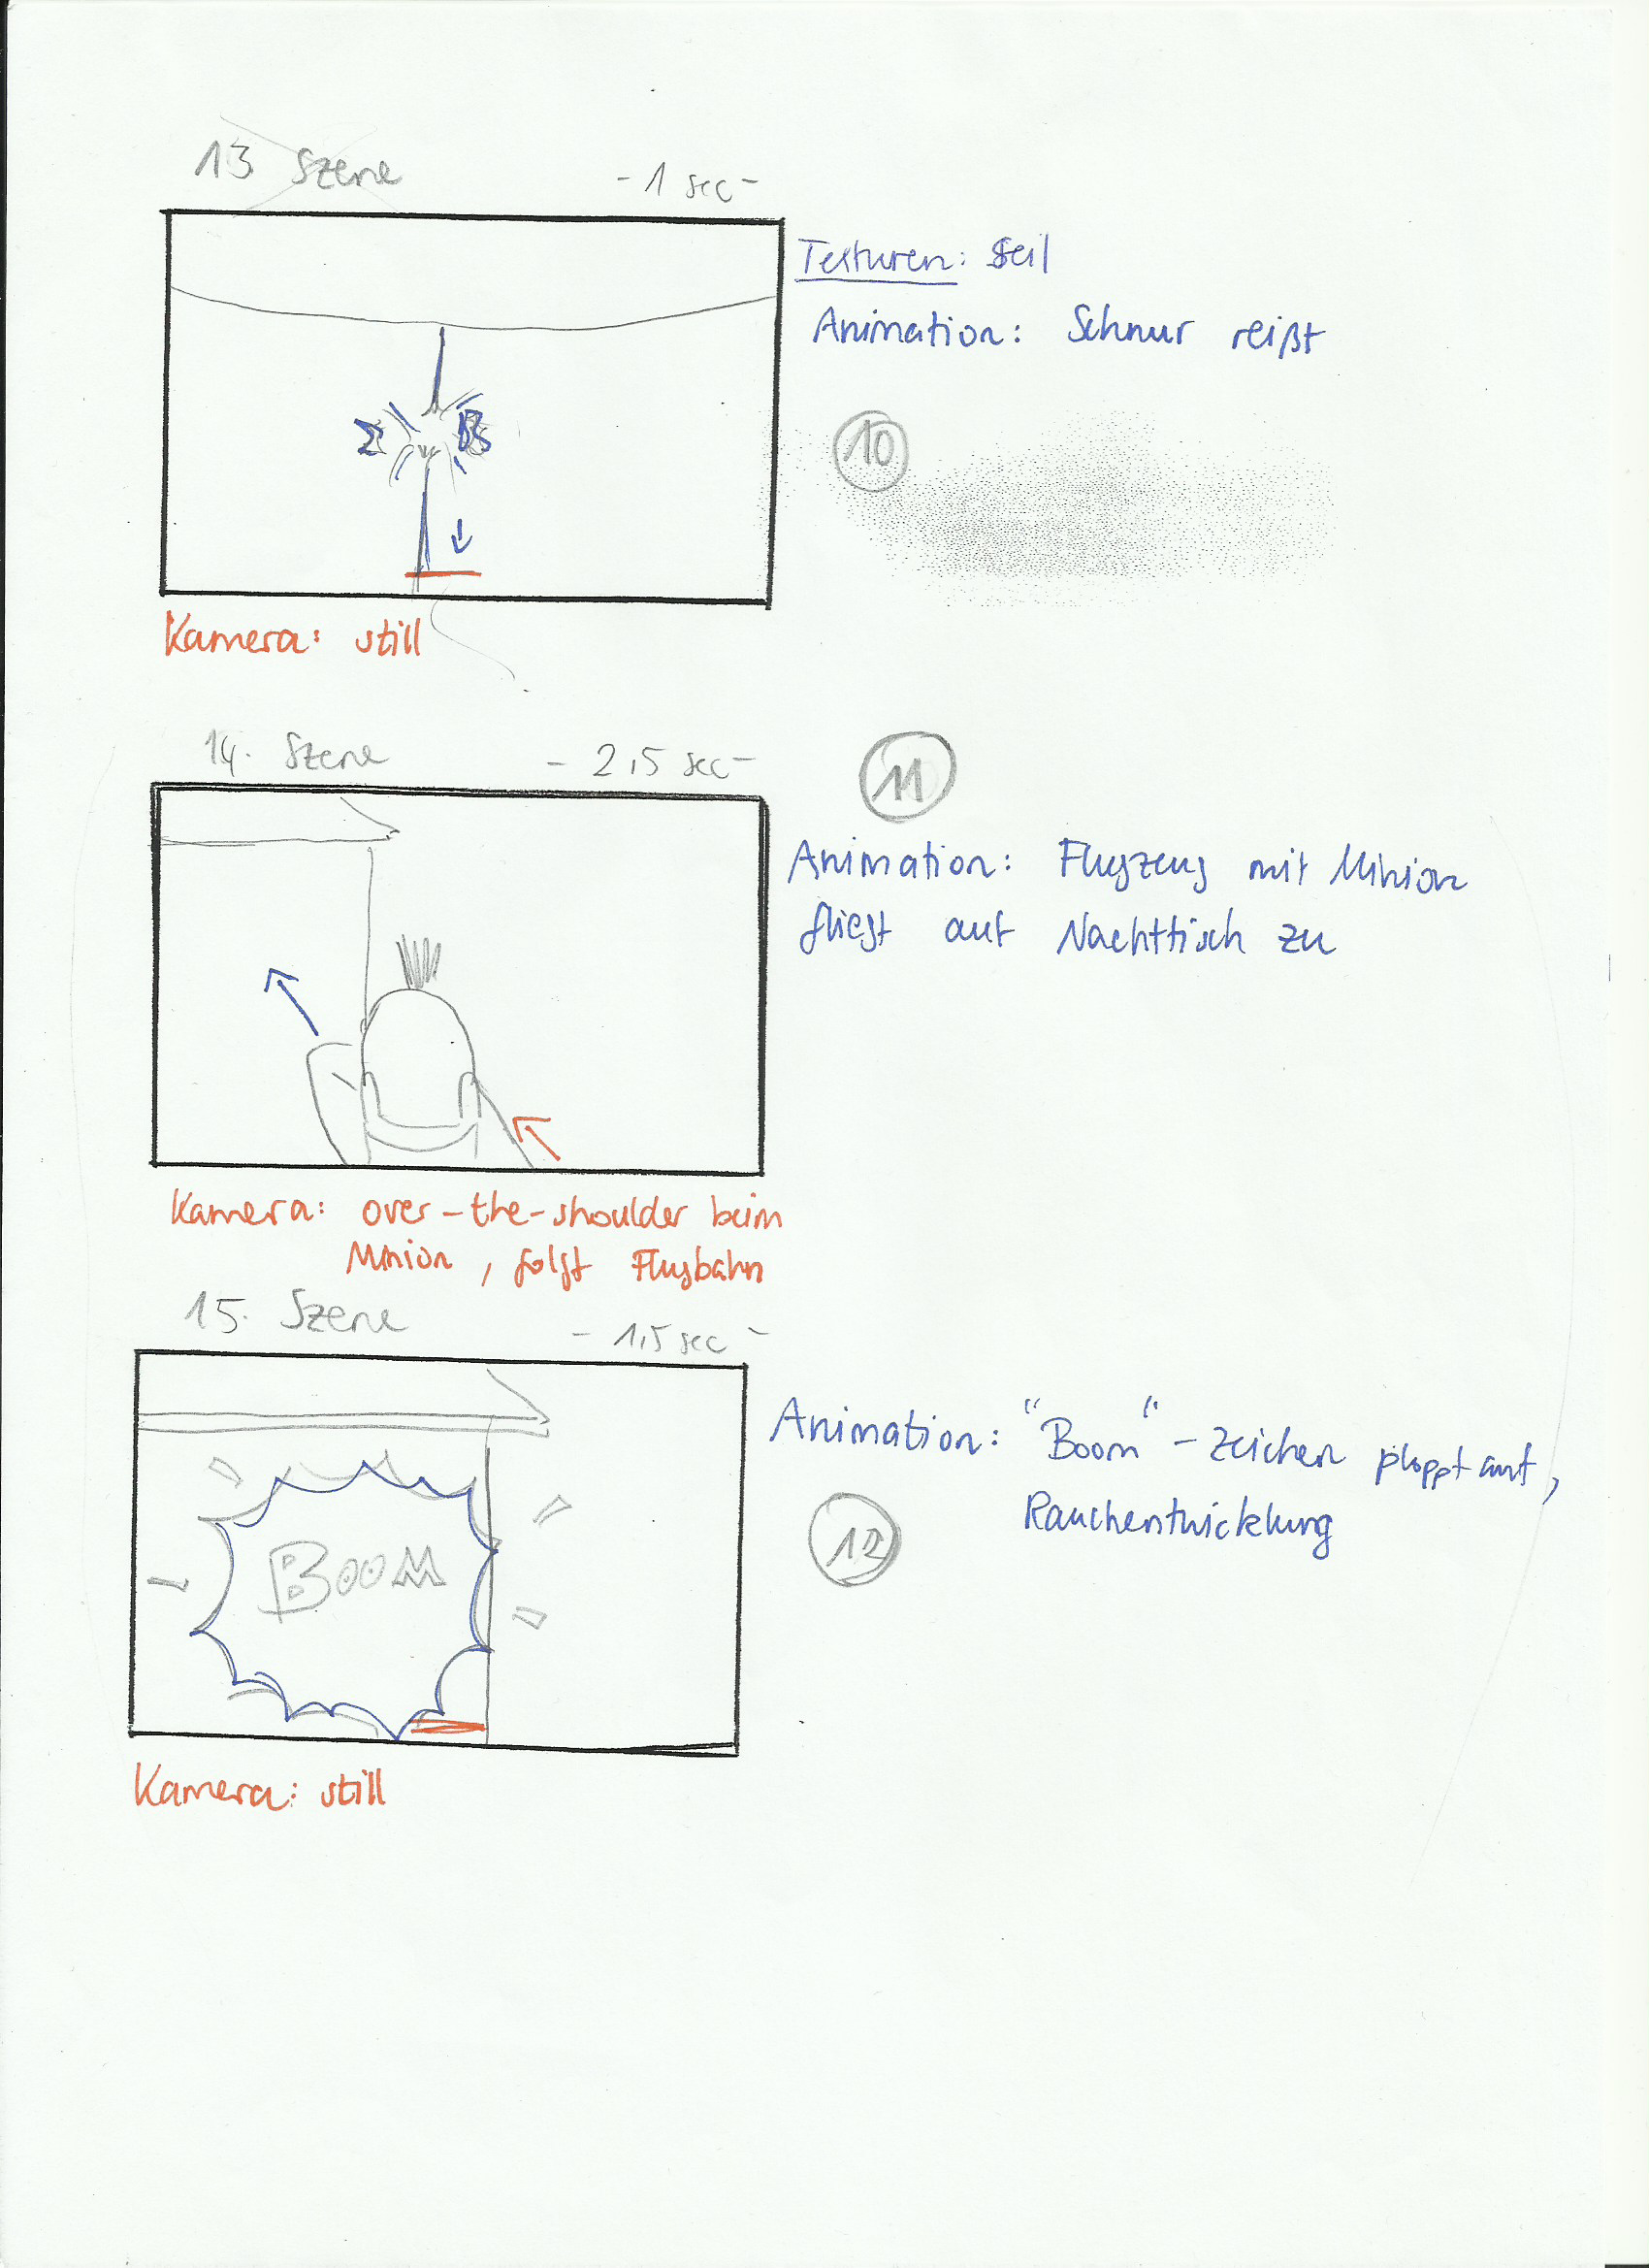 13 Szene
- 1 sec -
Texturen: Seil
Animation: Schnur reißt
10
Kamera: still
14. Szene
- 2,5 sec -
11
Animation: Flugzeug mit Minion
fliegt auf Nachttisch zu
Kamera: over-the-shoulder beim
Minion, folgt Flugbahn
15. Szene
- 1,5 sec -
Animation: "Boom"-Zeichen ploppt auf,
Rauchentwicklung
12
BOOM
Kamera: still